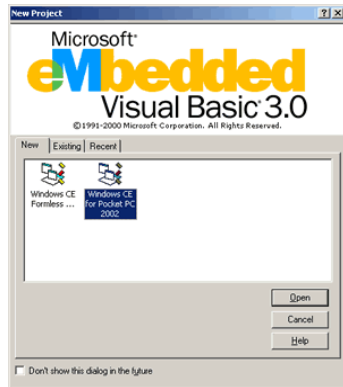 New Project
Microsoft
eMbedded
Visual Basic 3.0
©1991-2000 Microsoft Corporation. All Rights Reserved.
New Existing Recent
Windows CE Formless ...
Windows CE for Pocket PC 2002
Open
Cancel
Help
Don't show this dialog in the future